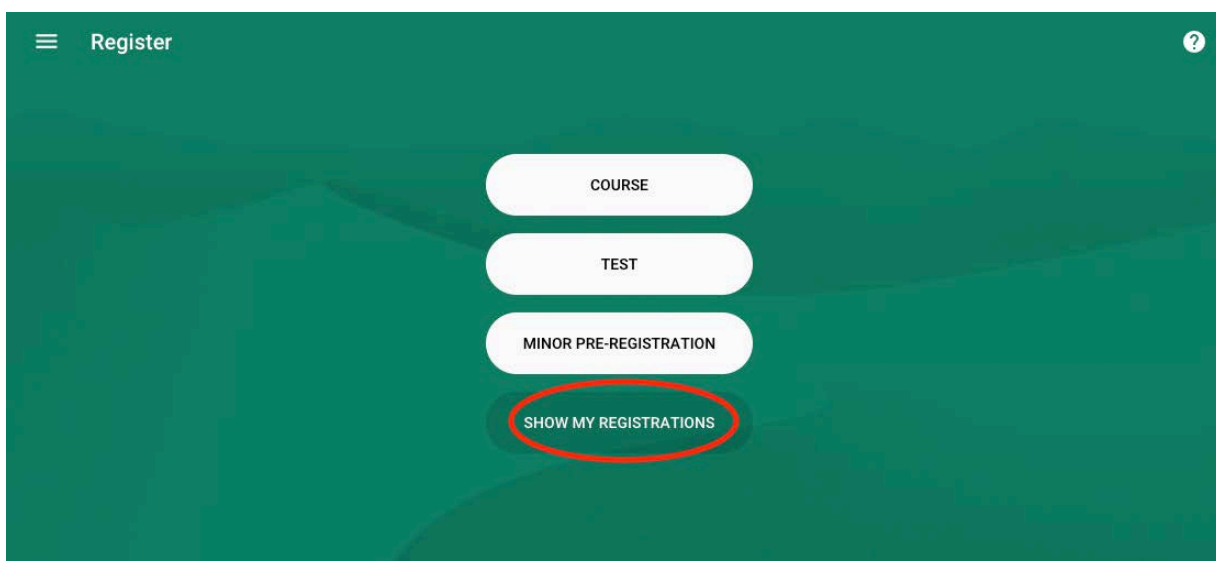 Register
COURSE
TEST
MINOR PRE-REGISTRATION
SHOW MY REGISTRATIONS